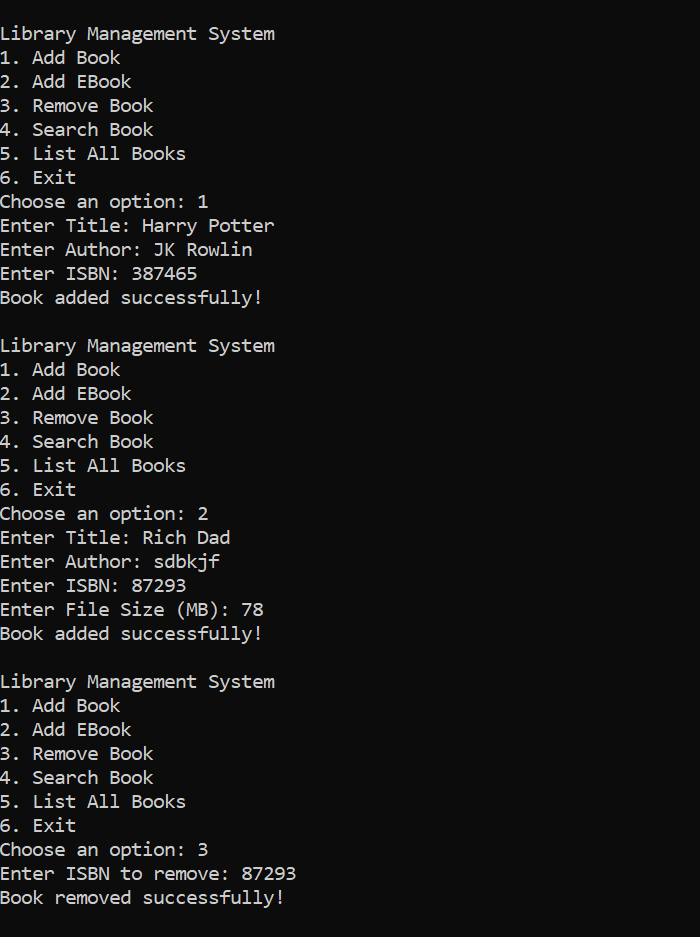 Library Management System
1. Add Book
2. Add EBook
3. Remove Book
4. Search Book
5. List All Books
6. Exit
Choose an option: 1
Enter Title: Harry Potter
Enter Author: JK Rowlin
Enter ISBN: 387465
Book added successfully!

Library Management System
1. Add Book
2. Add EBook
3. Remove Book
4. Search Book
5. List All Books
6. Exit
Choose an option: 2
Enter Title: Rich Dad
Enter Author: sdbkjf
Enter ISBN: 87293
Enter File Size (MB): 78
Book added successfully!

Library Management System
1. Add Book
2. Add EBook
3. Remove Book
4. Search Book
5. List All Books
6. Exit
Choose an option: 3
Enter ISBN to remove: 87293
Book removed successfully!